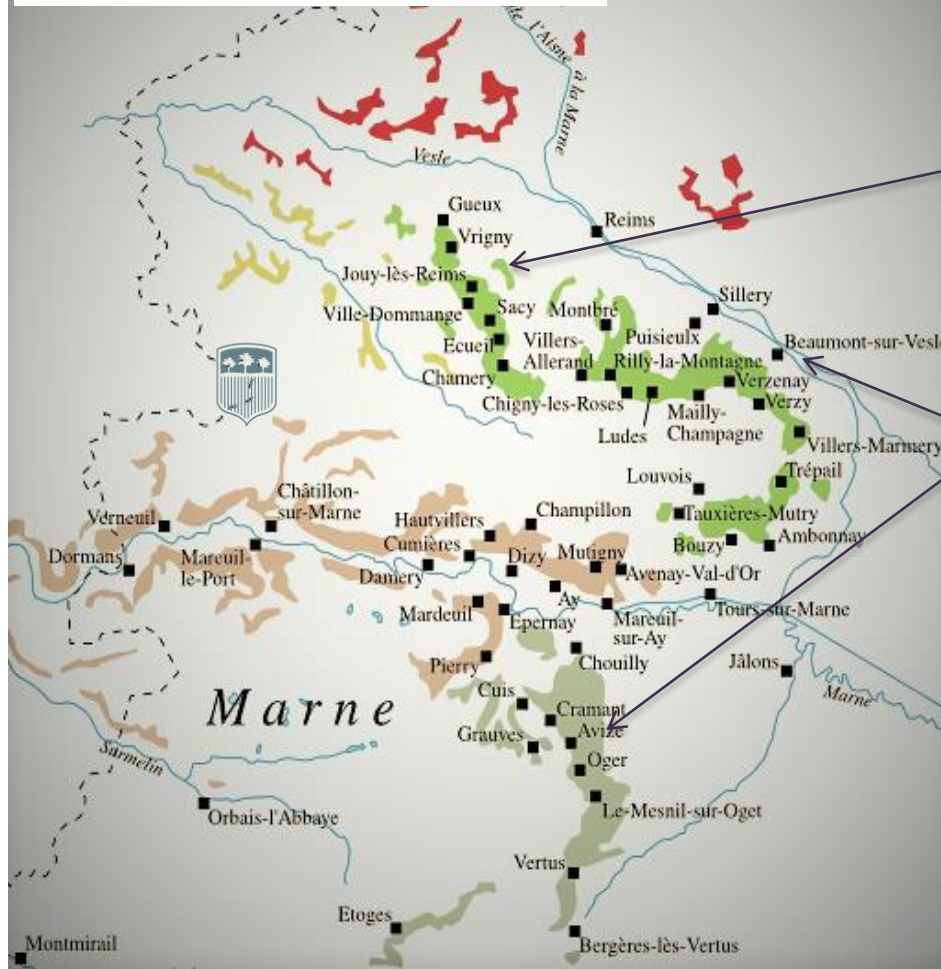 de l'Aisne
à la Marne
Vesle
Gueux
Reims
Vrigny
Jouy-lès-Reims
Sillery
Ville-Dommange
Sacy
Montbré
Puisieulx
Ecueil
Villers-
Allerand
Beaumont-sur-Vesle
Rilly-la-Montagne
Chamery
Verzenay
Chigny-les-Roses
Verzy
Ludes
Mailly-
Champagne
Villers-Marmery
Louvois
Trépail
Châtillon-
sur-Marne
Verneuil
Hautvillers
Champillon
Tauxières-Mutry
Cumières
Dormans
Mareuil-
le-Port
Dizy
Mutigny
Bouzy
Ambonnay
Damery
Avenay-Val-d'Or
Ay
Mardeuil
Epernay
Mareuil-
sur-Ay
Tours-sur-Marne
Pierry
Chouilly
Jâlons
Cuis
Marne
Marne
Cramant
Grauves
Avize
Surmelin
Oger
Orbais-l'Abbaye
Le-Mesnil-sur-Oget
Vertus
Etoges
Montmirail
Bergères-lès-Vertus